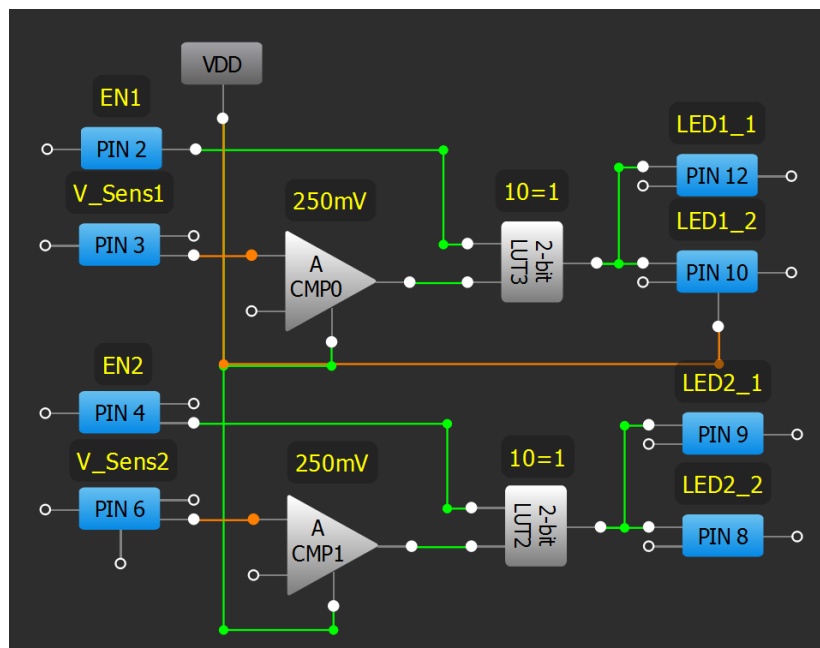 VDD
EN1
PIN 2
V_Sens1
PIN 3
250mV
A
CMP0
10=1
2-bit
LUT3
LED1_1
PIN 12
LED1_2
PIN 10
EN2
PIN 4
V_Sens2
PIN 6
250mV
A
CMP1
10=1
2-bit
LUT2
LED2_1
PIN 9
LED2_2
PIN 8